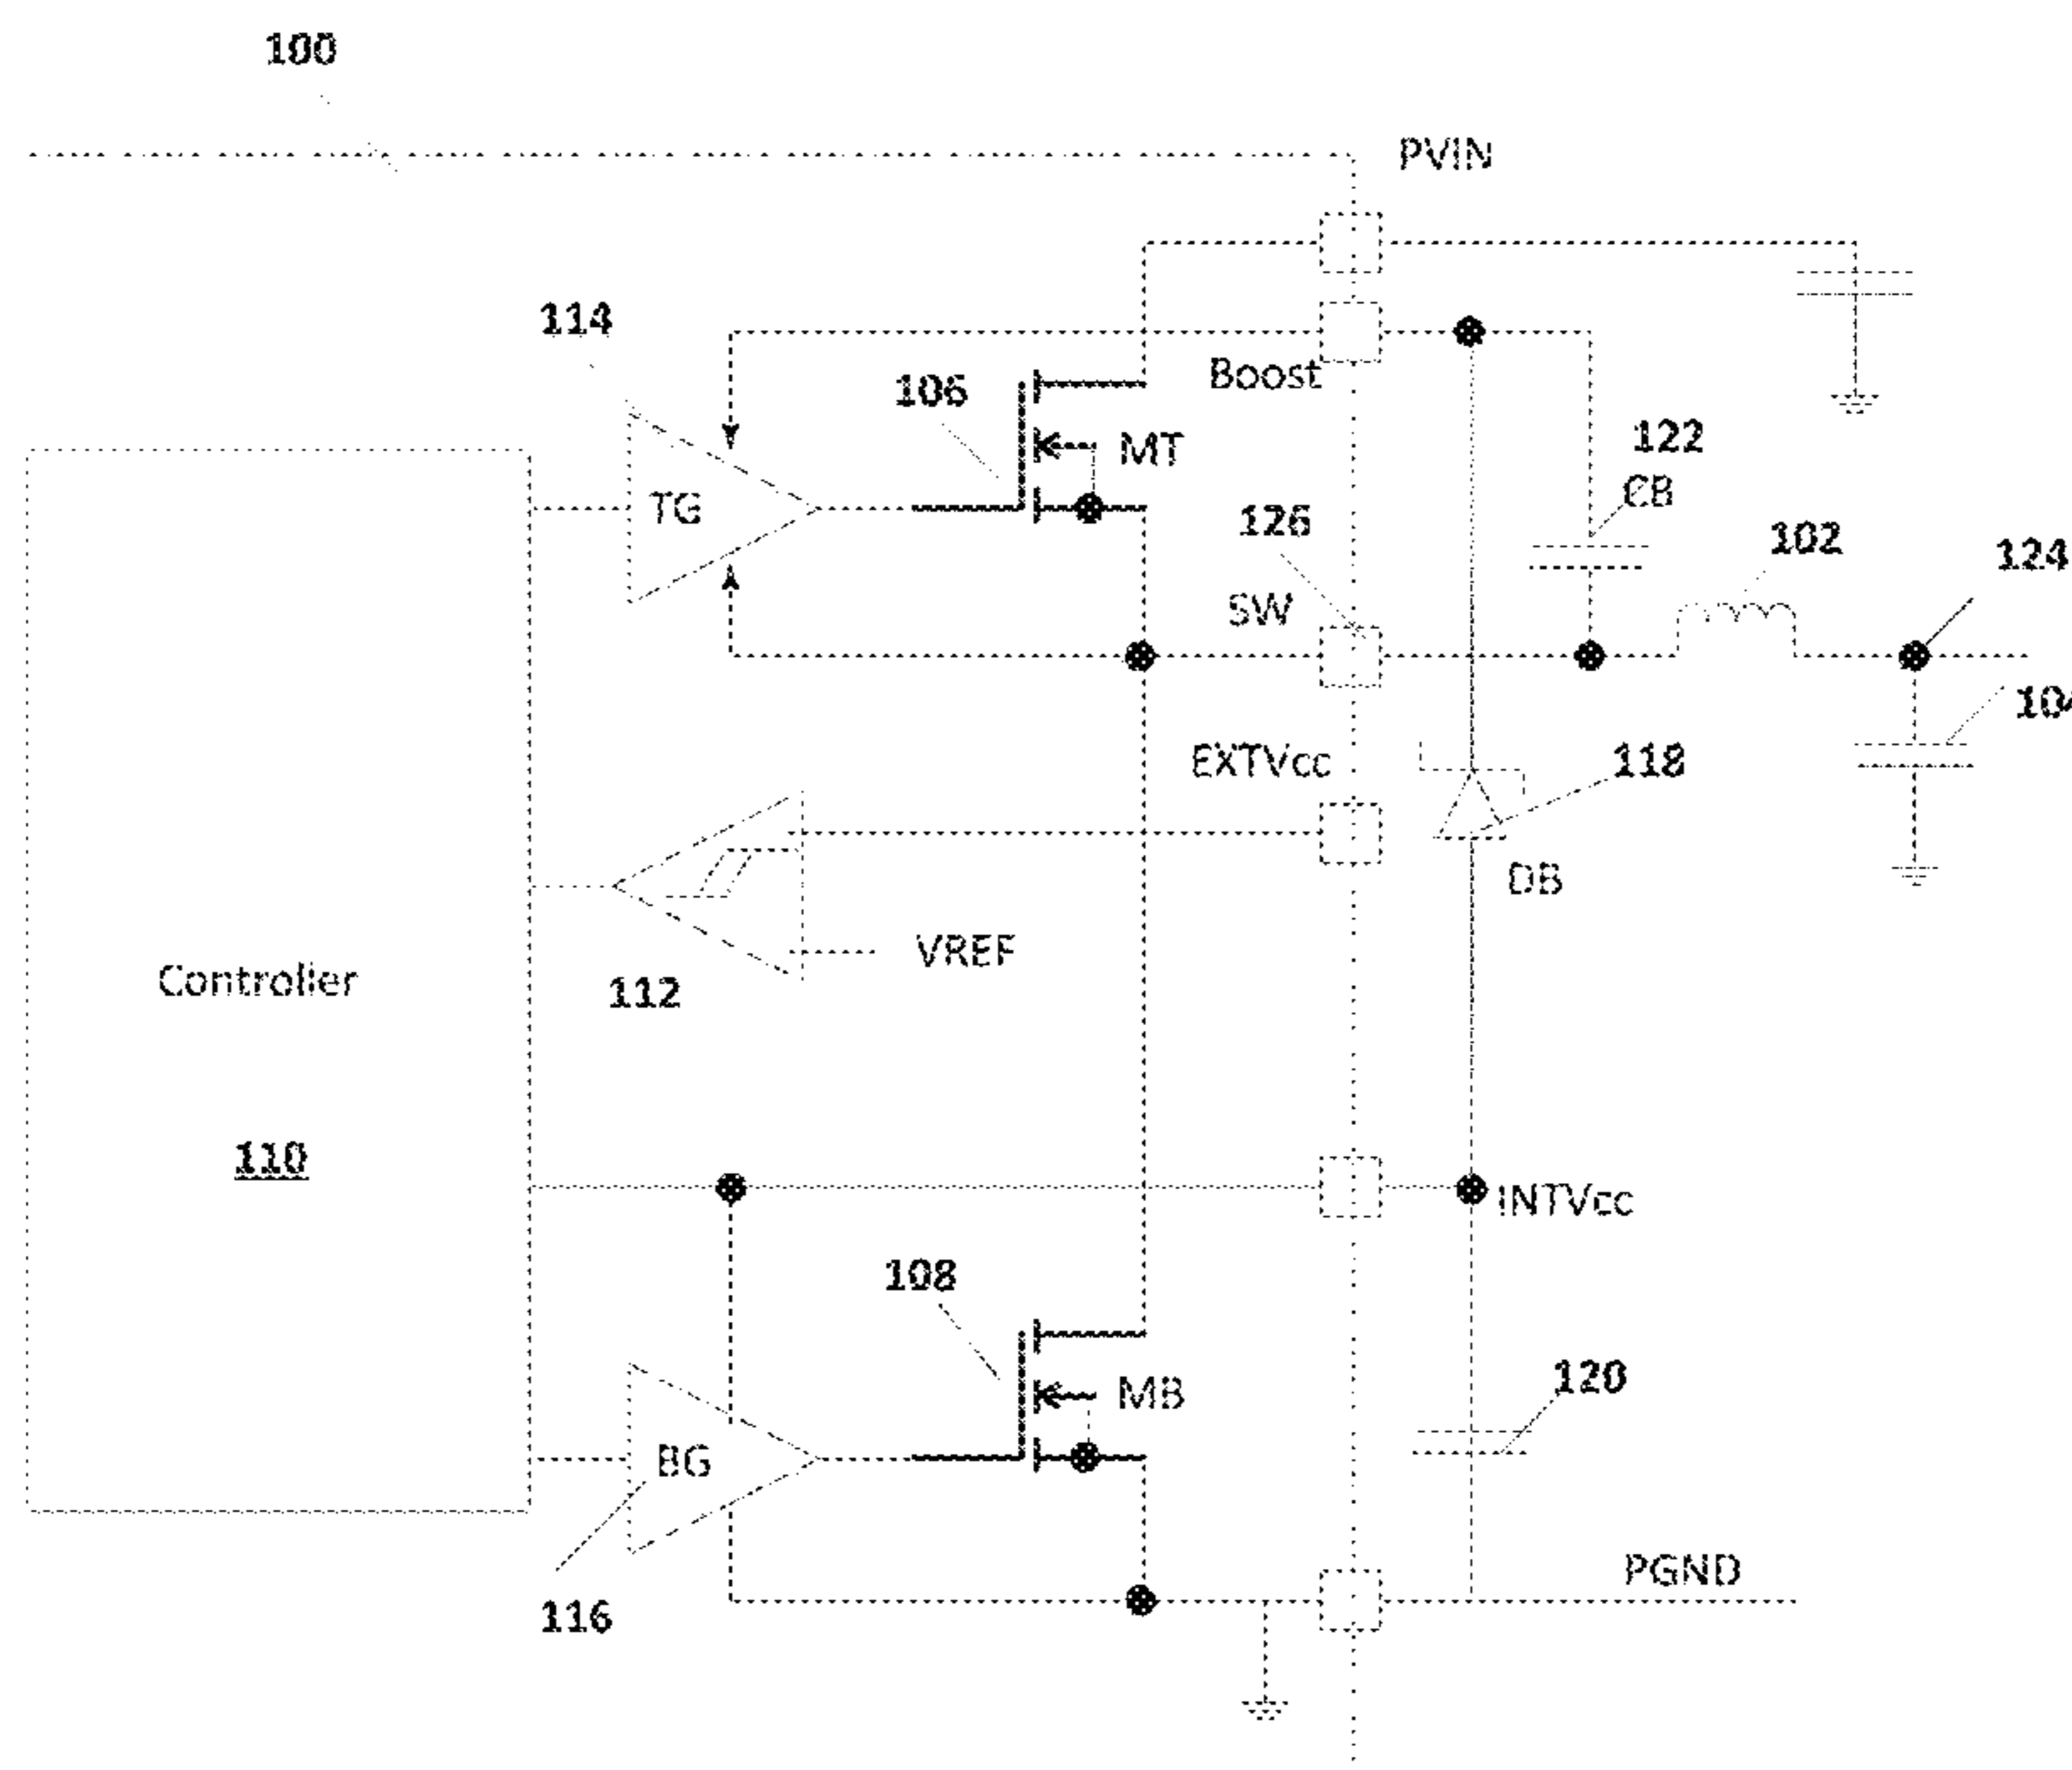 100
PVIN
114
Boost
106
MT
122
CB
TG
126
102
124
SW
104
EXTVcc
118
DB
VREF
Controller
112
110
INTVcc
108
120
MB
BG
PGND
116